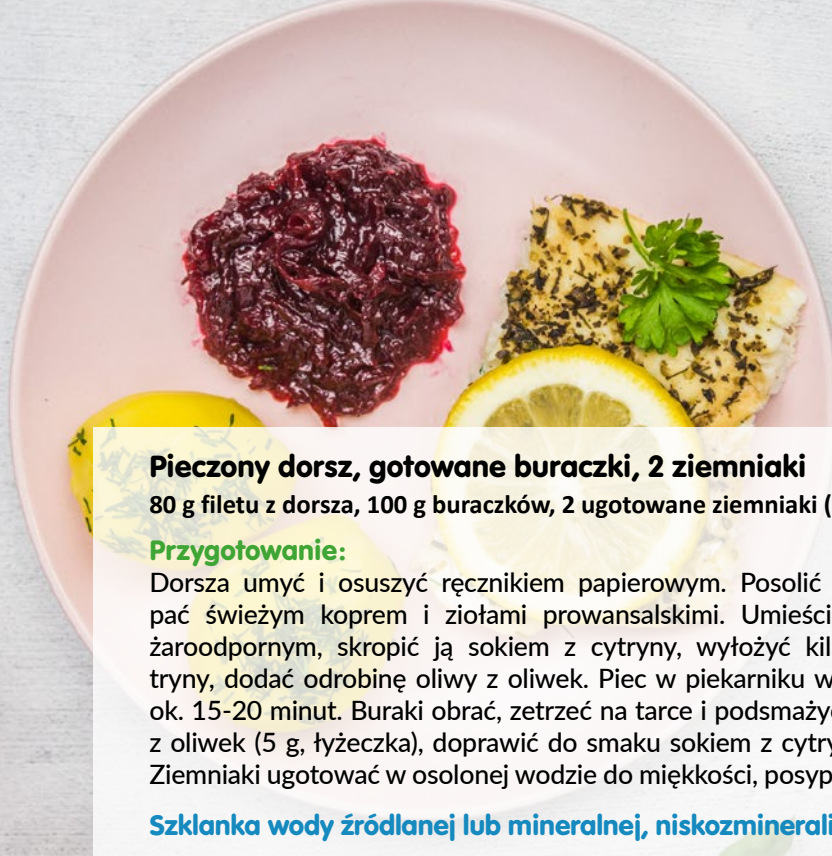 Pieczony dorsz, gotowane buraczki, 2 ziemniaki
80 g filetu z dorsza, 100 g buraczków, 2 ugotowane ziemniaki (
Przygotowanie:
Dorsza umyć i osuszyć ręcznikiem papierowym. Posolić
pać świeżym koprem i ziołami prowansalskimi. Umieści
żaroodpornym, skropić ją sokiem z cytryny, wyłożyć kil
tryny, dodać odrobinę oliwy z oliwek. Piec w piekarniku w
ok. 15-20 minut. Buraki obrać, zetrzeć na tarce i podsmaży
z oliwek (5 g, łyżeczka), doprawić do smaku sokiem z cytry
Ziemniaki ugotować w osolonej wodzie do miękkości, posyp
Szklanka wody źródlanej lub mineralnej, niskozminerali